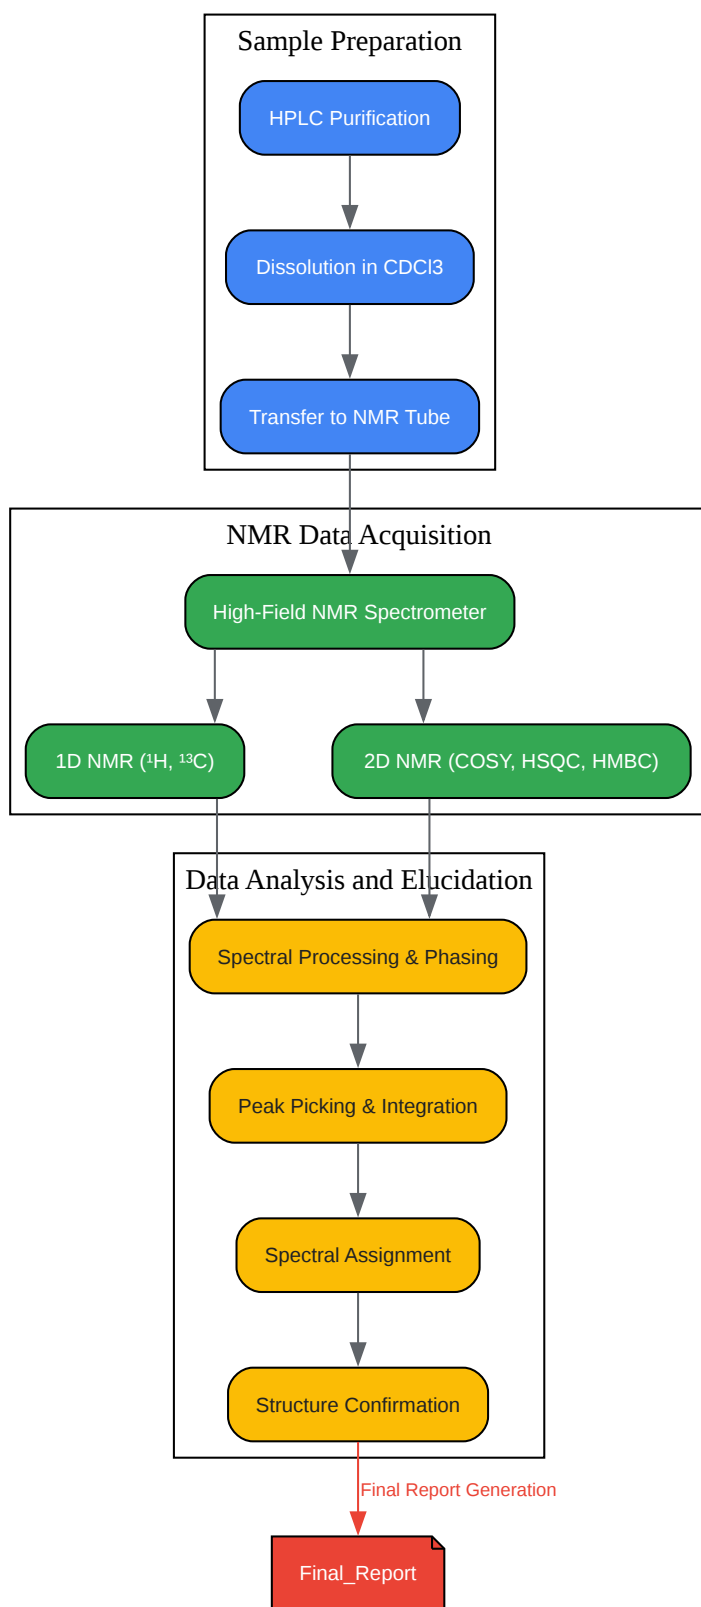 Sample Preparation
HPLC Purification
Dissolution in CDCl3
Transfer to NMR Tube
NMR Data Acquisition
High-Field NMR Spectrometer
1D NMR (¹H, ¹³C)
2D NMR (COSY, HSQC, HMBC)
Data Analysis and Elucidation
Spectral Processing & Phasing
Peak Picking & Integration
Spectral Assignment
Structure Confirmation
Final Report Generation
Final_Report